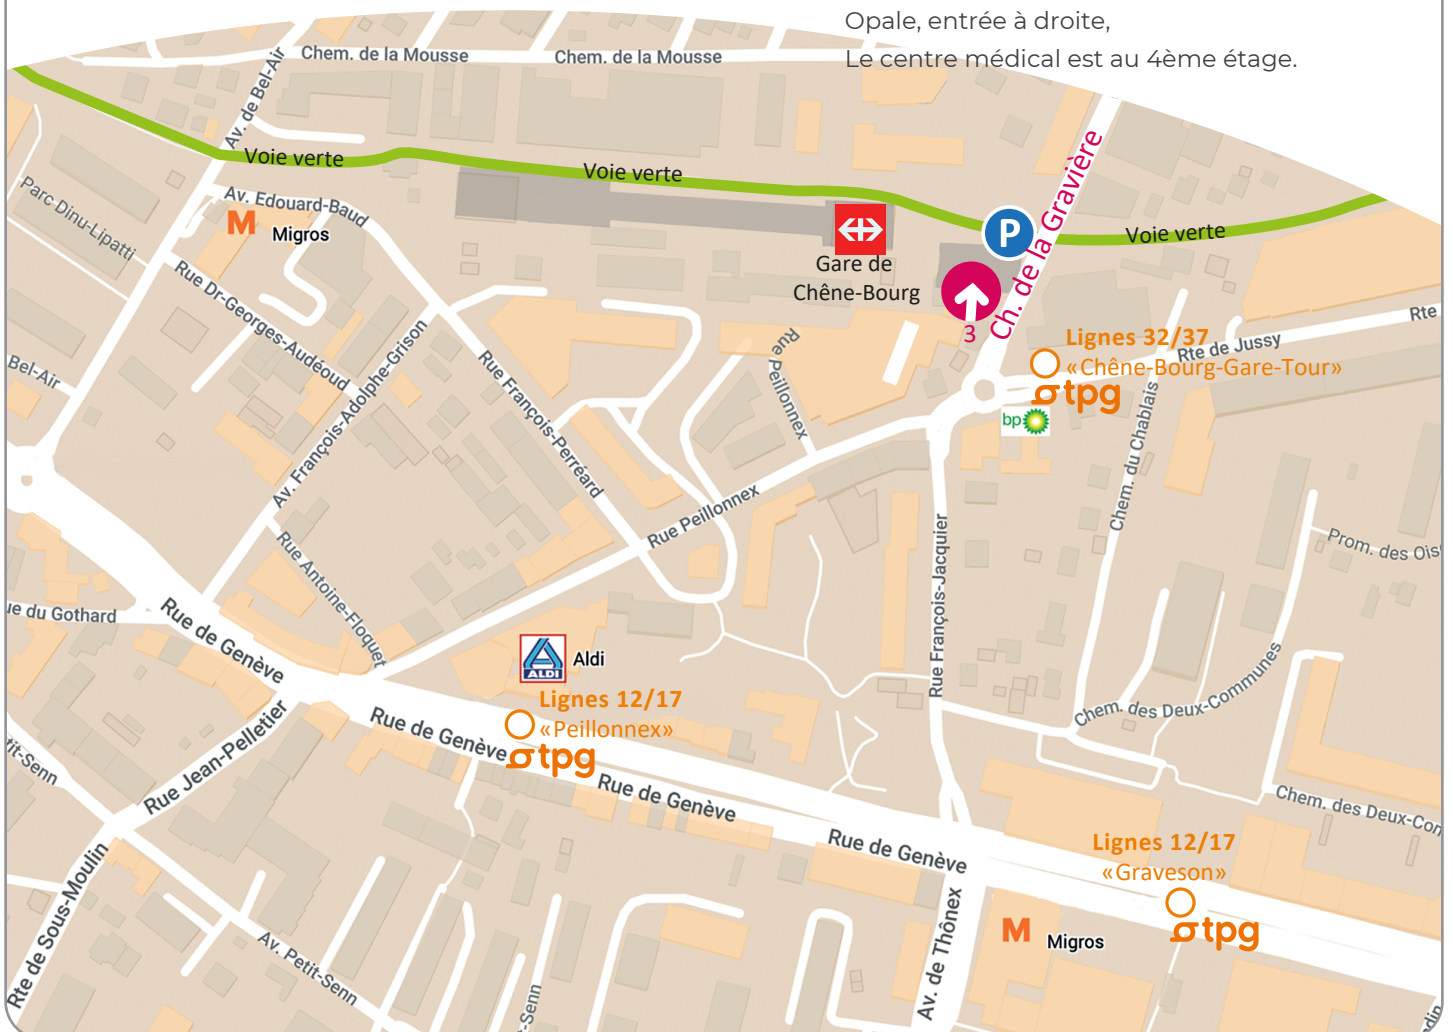 Opale, entrée à droite,
Le centre médical est au 4ème étage.
Chem. de la Mousse
Chem. de la Mousse
Av. de Bel-Air
Voie verte
Voie verte
Voie verte
Ch. de la Gravière
P
Parc Dinu-Lipatti
Av. Edouard-Baud
M
Migros
Gare de
Chêne-Bourg
3
Rue Dr-Georges-Audéoud
Av. François-Adolphe-Grison
Bel-Air
Rue François-Perréard
Rue Peillonnex
Lignes 32/37
«Chêne-Bourg-Gare-Tour»
tpg
Rte de Jussy
Rte
bp
Chem. du Chablais
Rue Peillonnex
Rue Antoine-Floquet
Rue François-Jacquier
Prom. des Ois
ue du Gothard
Rue de Genève
ALDI
Aldi
Lignes 12/17
«Peillonnex»
tpg
Chem. des Deux-Communes
Rue de Genève
Rue Jean-Pelletier
tit-Senn
Rue de Genève
Chem. des Deux-Con
Rue de Genève
Lignes 12/17
«Graveson»
tpg
Rte de Sous-Moulin
Av. Petit-Senn
-Senn
Av. de Thônex
M
Migros
din